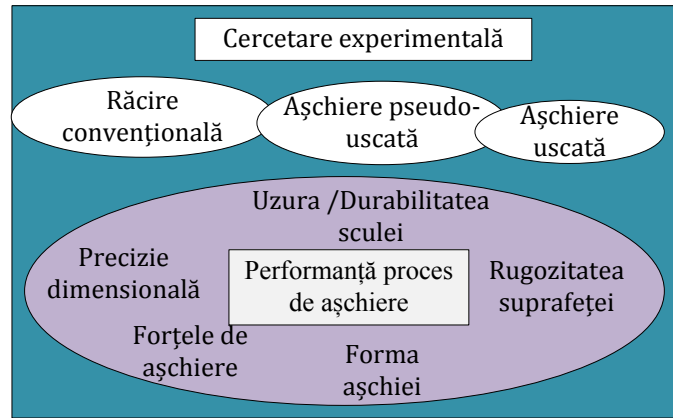 Cercetare experimentală
Răcire
convențională
Așchiere pseudo-
uscată
Așchiere
uscată
Uzura /Durabilitatea
sculei
Precizie
dimensională
Performanță proces
de așchiere
Rugozitatea
suprafeței
Forțele de
așchiere
Forma
așchiei